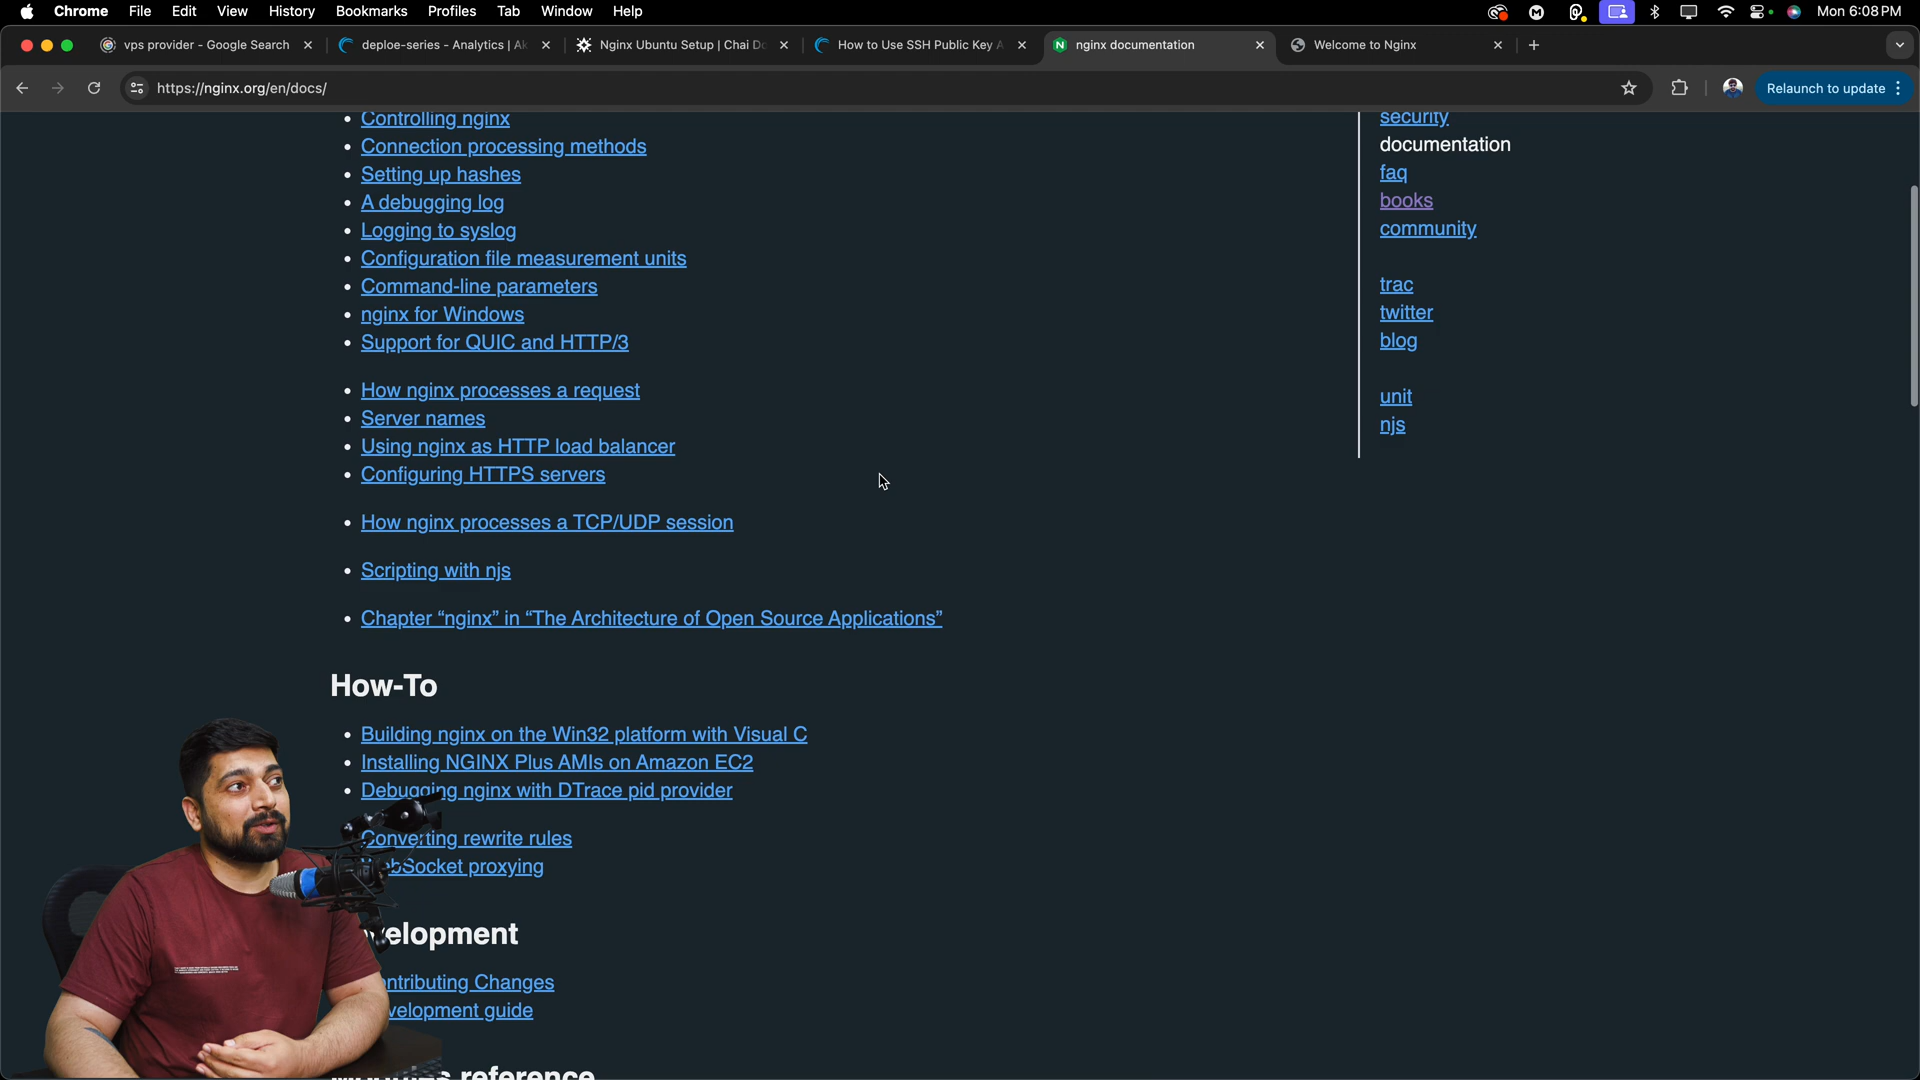 Chrome File Edit View History Bookmarks Profiles Tab Window Help Mon 6:08 PM
vps provider - Google Search deploe-series - Analytics | Ak Nginx Ubuntu Setup | Chai Do How to Use SSH Public Key A nginx documentation Welcome to Nginx
https://nginx.org/en/docs/ Relaunch to update
Controlling nginx
Connection processing methods
Setting up hashes
A debugging log
Logging to syslog
Configuration file measurement units
Command-line parameters
nginx for Windows
Support for QUIC and HTTP/3
How nginx processes a request
Server names
Using nginx as HTTP load balancer
Configuring HTTPS servers
How nginx processes a TCP/UDP session
Scripting with njs
Chapter “nginx” in “The Architecture of Open Source Applications”
How-To
Building nginx on the Win32 platform with Visual C
Installing NGINX Plus AMIs on Amazon EC2
Debugging nginx with DTrace pid provider
Converting rewrite rules
ebSocket proxying
elopment
ntributing Changes
velopment guide
reference
security
documentation
faq
books
community
trac
twitter
blog
unit
njs